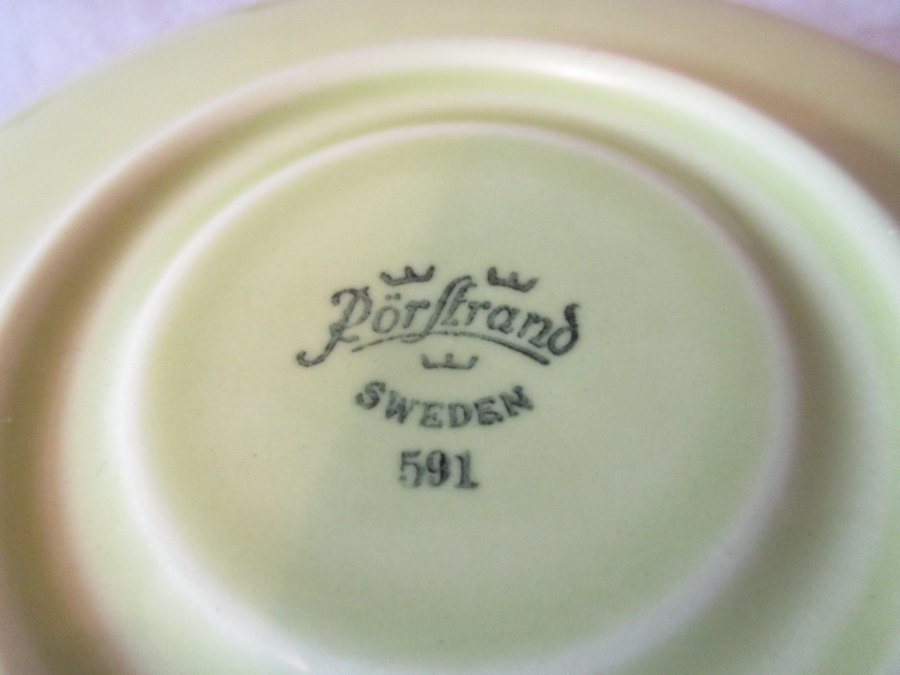 Rörstrand
SWEDEN
591